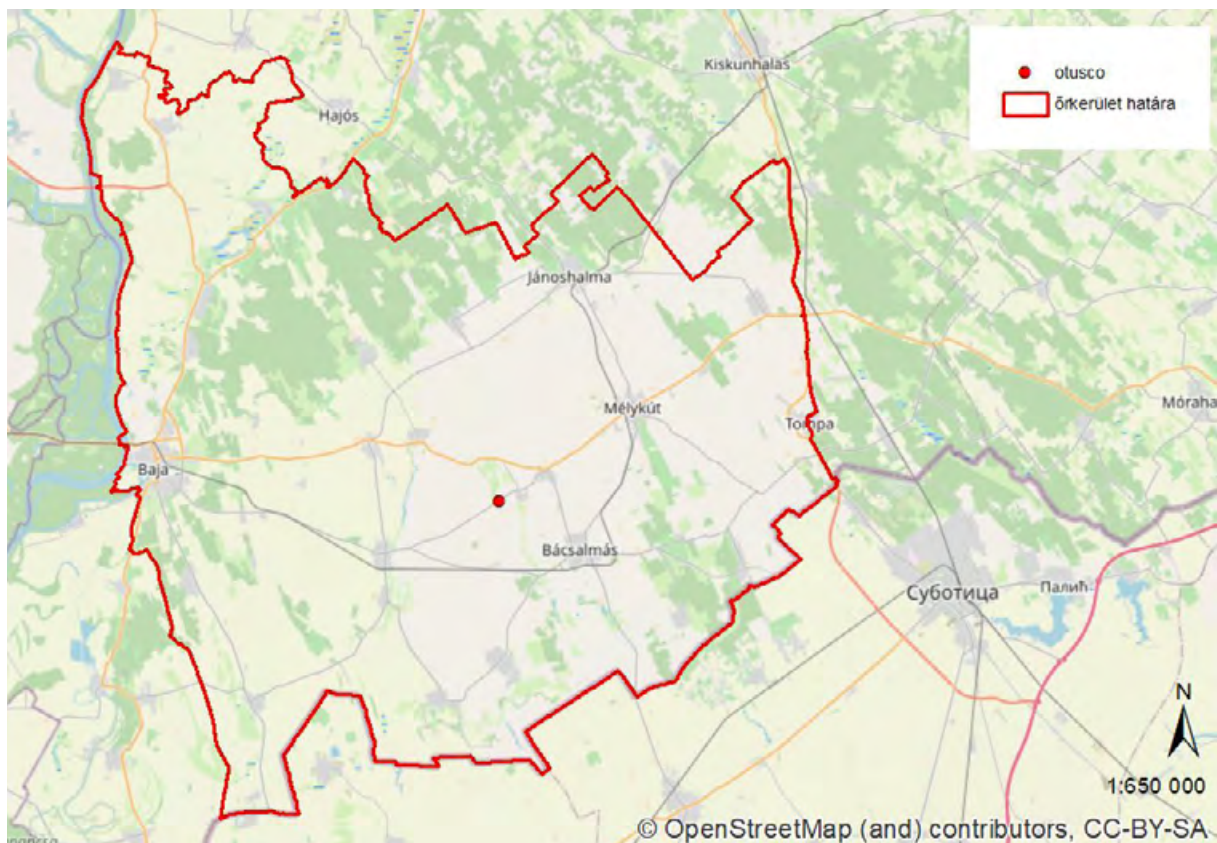 Kiskunhalas
otusco
őrkerület határa
Hajós
Jánoshalma
Mélykút
Tompa
Mórаha
Baja
Bácsalmás
Суботица
Палић
N
1:650 000
© OpenStreetMap (and) contributors, CC-BY-SA